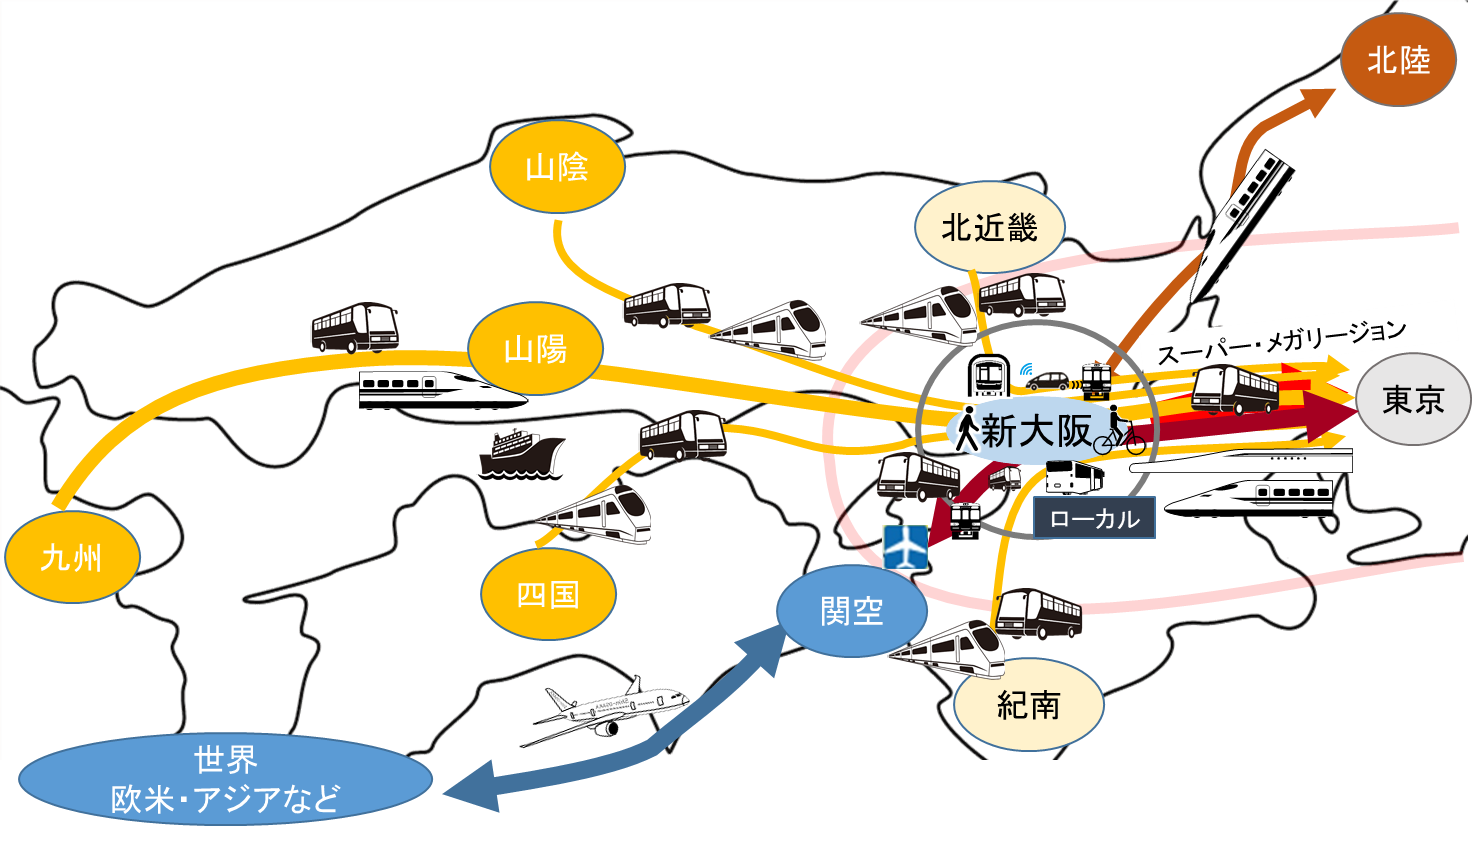 北陸
山陰
北近畿
山陽
スーパー・メガリージョン
東京
新大阪
ローカル
九州
四国
関空
紀南
世界
欧米・アジアなど